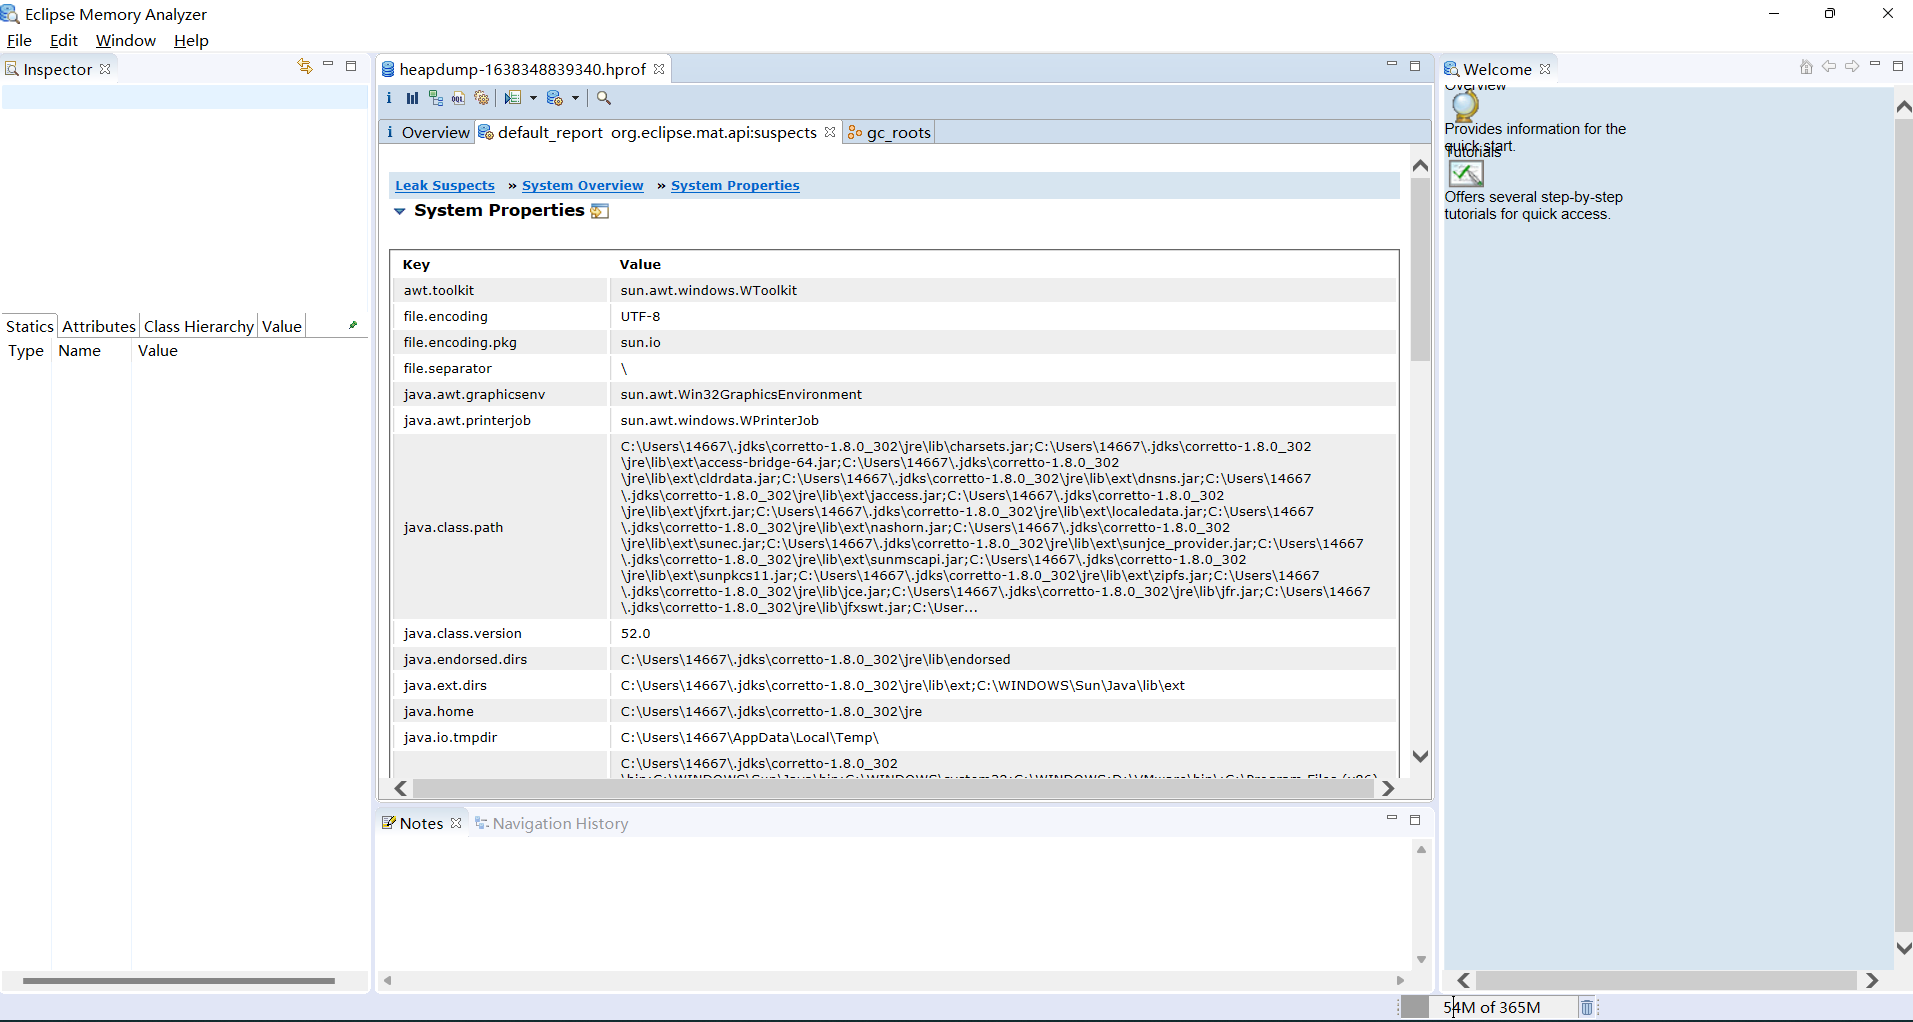 Eclipse Memory Analyzer
File Edit Window Help
Inspector
Statics Attributes Class Hierarchy Value
Type Name Value
heapdump-1638348839340.hprof
i Overview default_report org.eclipse.mat.api:suspects gc_roots
Leak Suspects » System Overview » System Properties
System Properties
Key Value
awt.toolkit sun.awt.windows.WToolkit
file.encoding UTF-8
file.encoding.pkg sun.io
file.separator \
java.awt.graphicsenv sun.awt.Win32GraphicsEnvironment
java.awt.printerjob sun.awt.windows.WPrinterJob
java.class.path
C:\Users\14667\.jdks\corretto-1.8.0_302\jre\lib\charsets.jar;C:\Users\14667\.jdks\corretto-1.8.0_302
\jre\lib\ext\access-bridge-64.jar;C:\Users\14667\.jdks\corretto-1.8.0_302
\jre\lib\ext\cldrdata.jar;C:\Users\14667\.jdks\corretto-1.8.0_302\jre\lib\ext\dnsns.jar;C:\Users\14667
\.jdks\corretto-1.8.0_302\jre\lib\ext\jaccess.jar;C:\Users\14667\.jdks\corretto-1.8.0_302
\jre\lib\ext\jfxrt.jar;C:\Users\14667\.jdks\corretto-1.8.0_302\jre\lib\ext\localedata.jar;C:\Users\14667
\.jdks\corretto-1.8.0_302\jre\lib\ext\nashorn.jar;C:\Users\14667\.jdks\corretto-1.8.0_302
\jre\lib\ext\sunec.jar;C:\Users\14667\.jdks\corretto-1.8.0_302\jre\lib\ext\sunjce_provider.jar;C:\Users\14667
\.jdks\corretto-1.8.0_302\jre\lib\ext\sunmscapi.jar;C:\Users\14667\.jdks\corretto-1.8.0_302
\jre\lib\ext\sunpkcs11.jar;C:\Users\14667\.jdks\corretto-1.8.0_302\jre\lib\ext\zipfs.jar;C:\Users\14667
\.jdks\corretto-1.8.0_302\jre\lib\jce.jar;C:\Users\14667\.jdks\corretto-1.8.0_302\jre\lib\jfr.jar;C:\Users\14667
\.jdks\corretto-1.8.0_302\jre\lib\jfxswt.jar;C:\User...
java.class.version 52.0
java.endorsed.dirs C:\Users\14667\.jdks\corretto-1.8.0_302\jre\lib\endorsed
java.ext.dirs C:\Users\14667\.jdks\corretto-1.8.0_302\jre\lib\ext;C:\WINDOWS\Sun\Java\lib\ext
java.home C:\Users\14667\.jdks\corretto-1.8.0_302\jre
java.io.tmpdir C:\Users\14667\AppData\Local\Temp\
C:\Users\14667\.jdks\corretto-1.8.0_302
Notes Navigation History
Welcome
Overview
Provides information for the
quick start.
Tutorials
Offers several step-by-step
tutorials for quick access.
54M of 365M